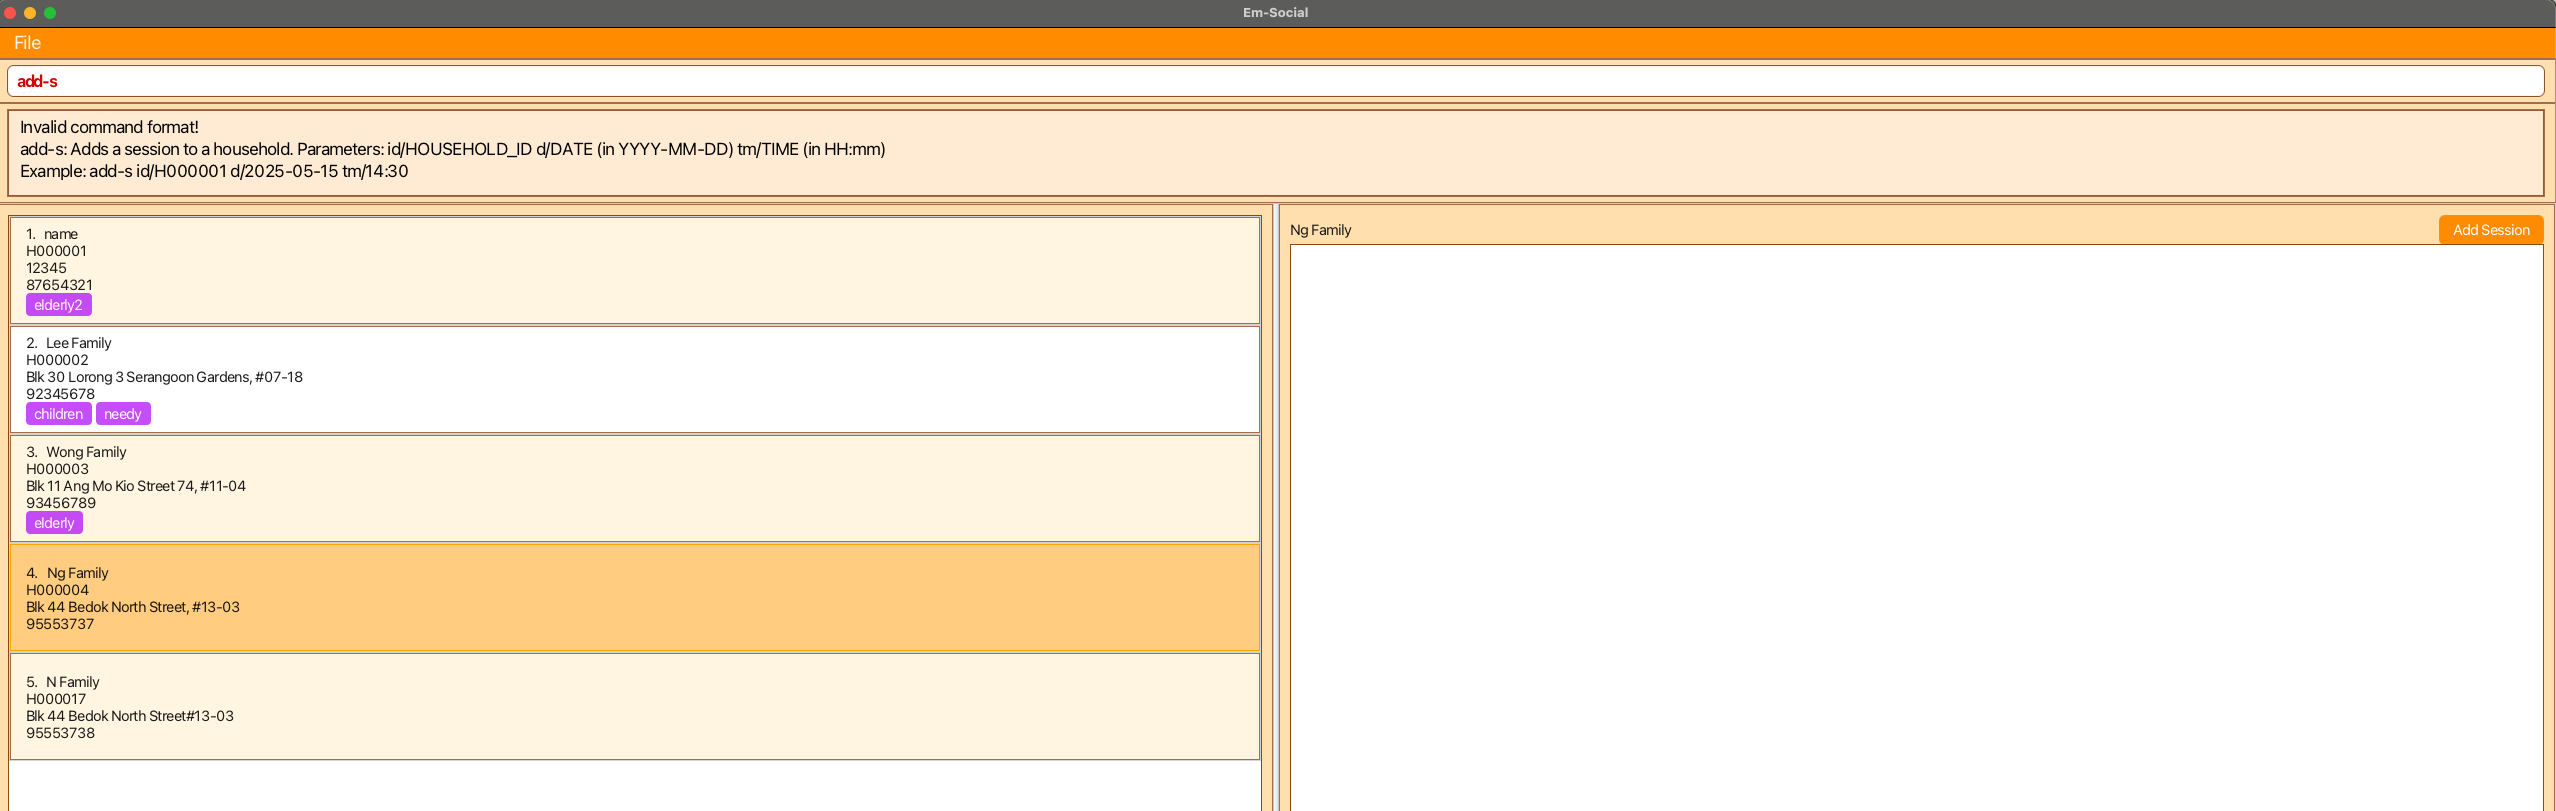 Em-Social
File
add-s
Invalid command format!
add-s: Adds a session to a household. Parameters: id/HOUSEHOLD_ID d/DATE (in YYYY-MM-DD) tm/TIME (in HH:mm)
Example: add-s id/H000001 d/2025-05-15 tm/14:30
1. name
H000001
12345
87654321
elderly2
2. Lee Family
H000002
Blk 30 Lorong 3 Serangoon Gardens, #07-18
92345678
children needy
3. Wong Family
H000003
Blk 11 Ang Mo Kio Street 74, #11-04
93456789
elderly
4. Ng Family
H000004
Blk 44 Bedok North Street, #13-03
95553737
5. N Family
H000017
Blk 44 Bedok North Street#13-03
95553738
Ng Family
Add Session